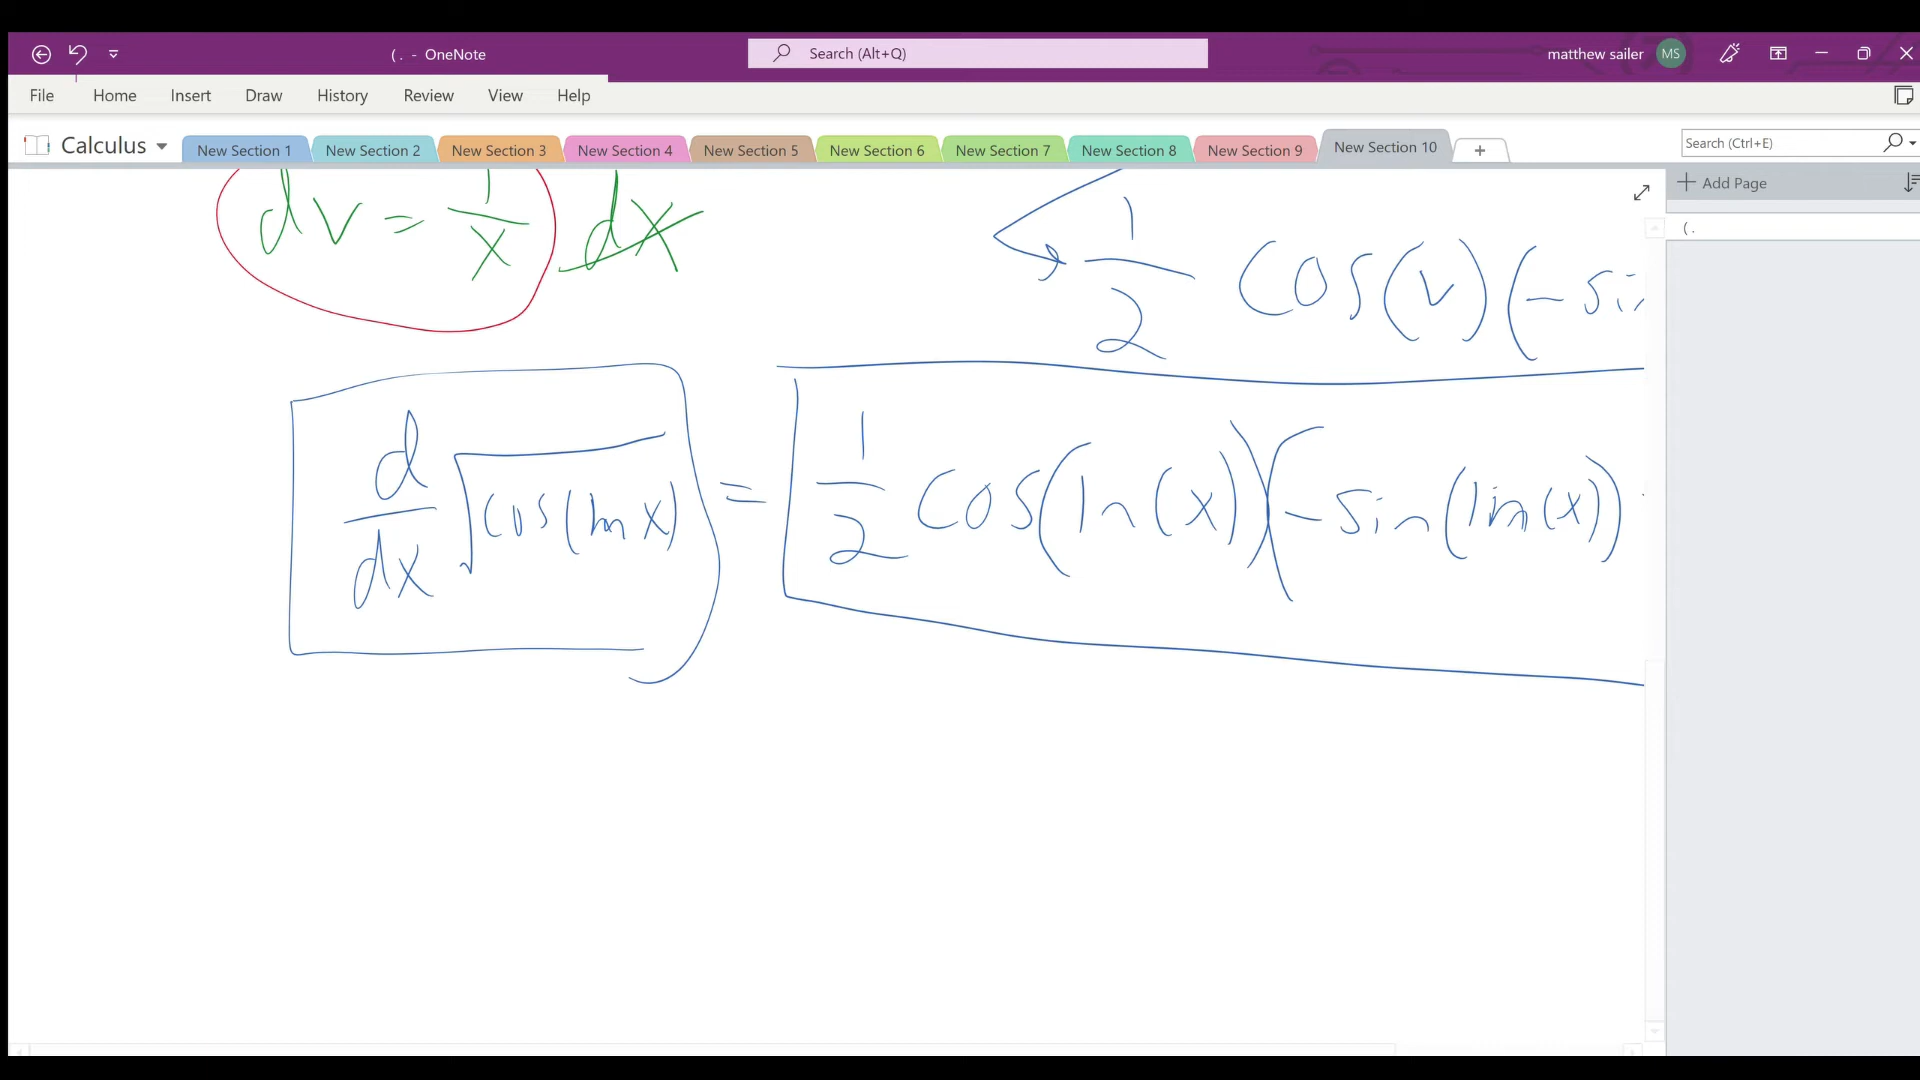 ( . - OneNote
Search (Alt+Q)
matthew sailer MS
File Home Insert Draw History Review View Help
Calculus New Section 1 New Section 2 New Section 3 New Section 4 New Section 5 New Section 6 New Section 7 New Section 8 New Section 9 New Section 10 +
Search (Ctrl+E)
+ Add Page
( .
dv = 1/x dx
1/2 cos(v)(-sin
d/dx √cos(ln x) = 1/2 cos(ln(x))(-sin(ln(x))